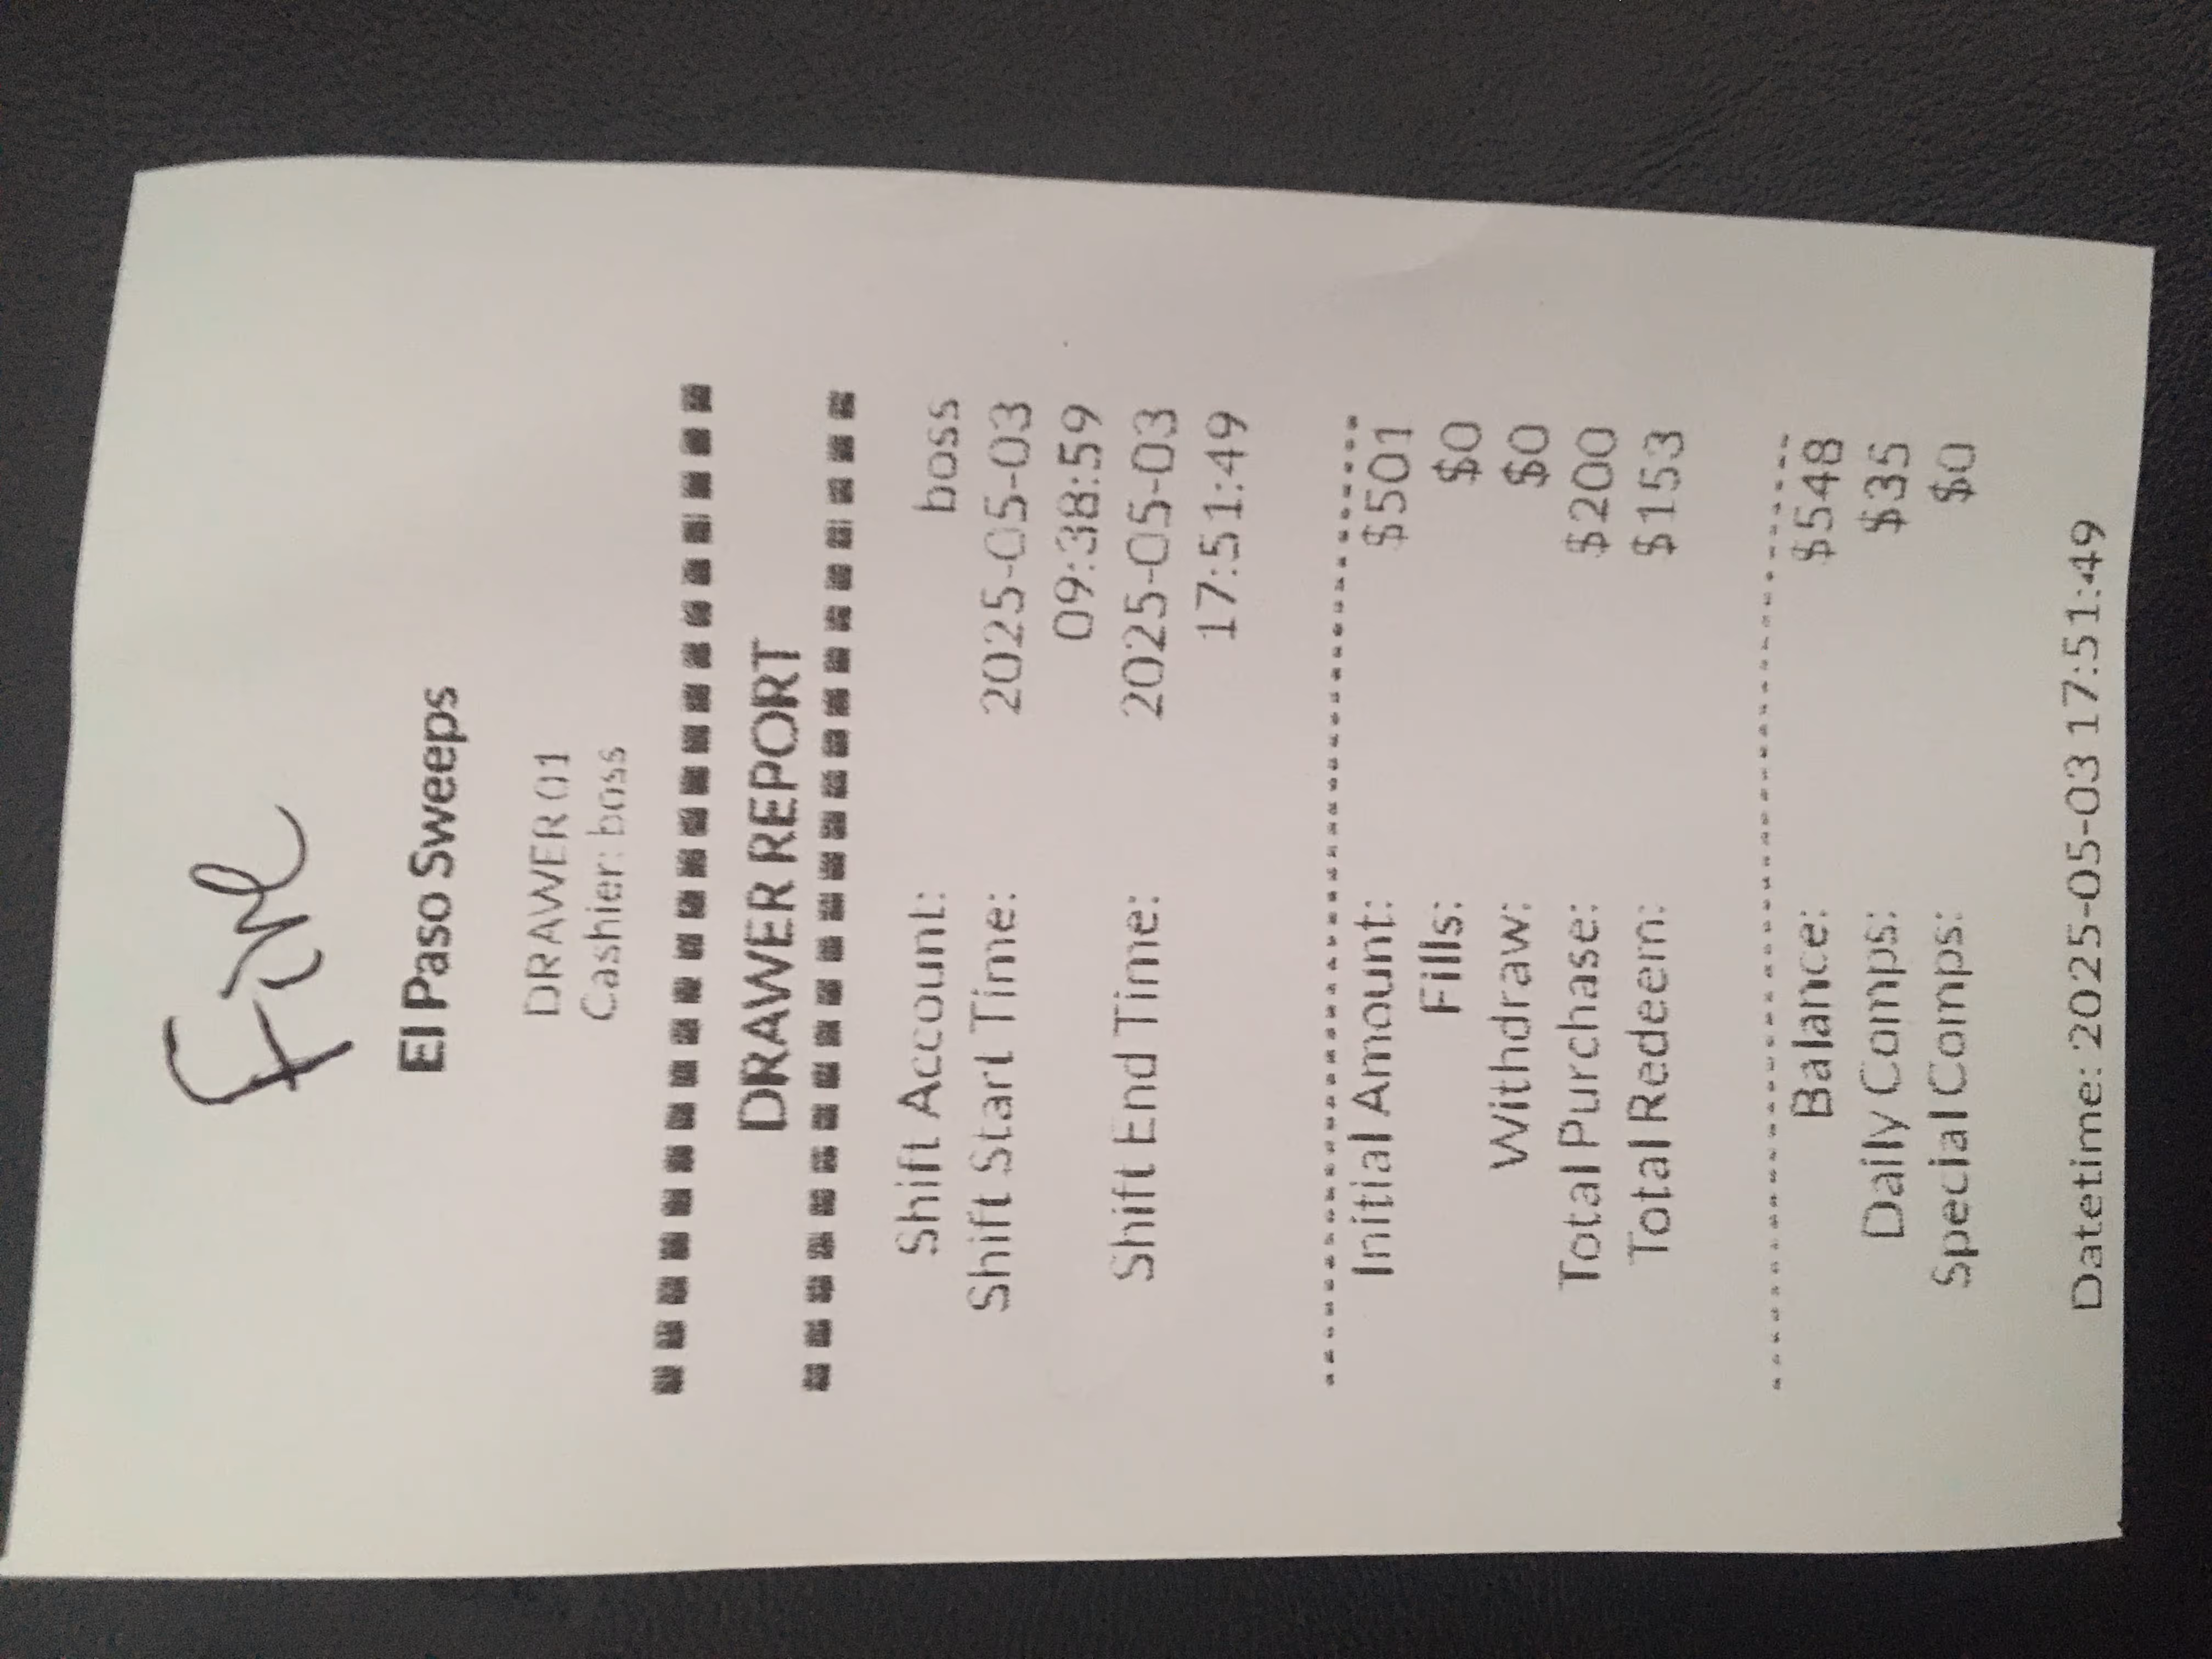 Five
El Paso Sweeps
DRAWER 01
Cashier: boss
DRAWER REPORT
Shift Account: boss
Shift Start Time: 2025-05-03
09:38:59
Shift End Time: 2025-05-03
17:51:49
Initial Amount: $501
Fills: $0
Withdraw: $0
Total Purchase: $200
Total Redeem: $153
Balance: $548
Daily Comps: $35
Special Comps: $0
Datetime: 2025-05-03 17:51:49